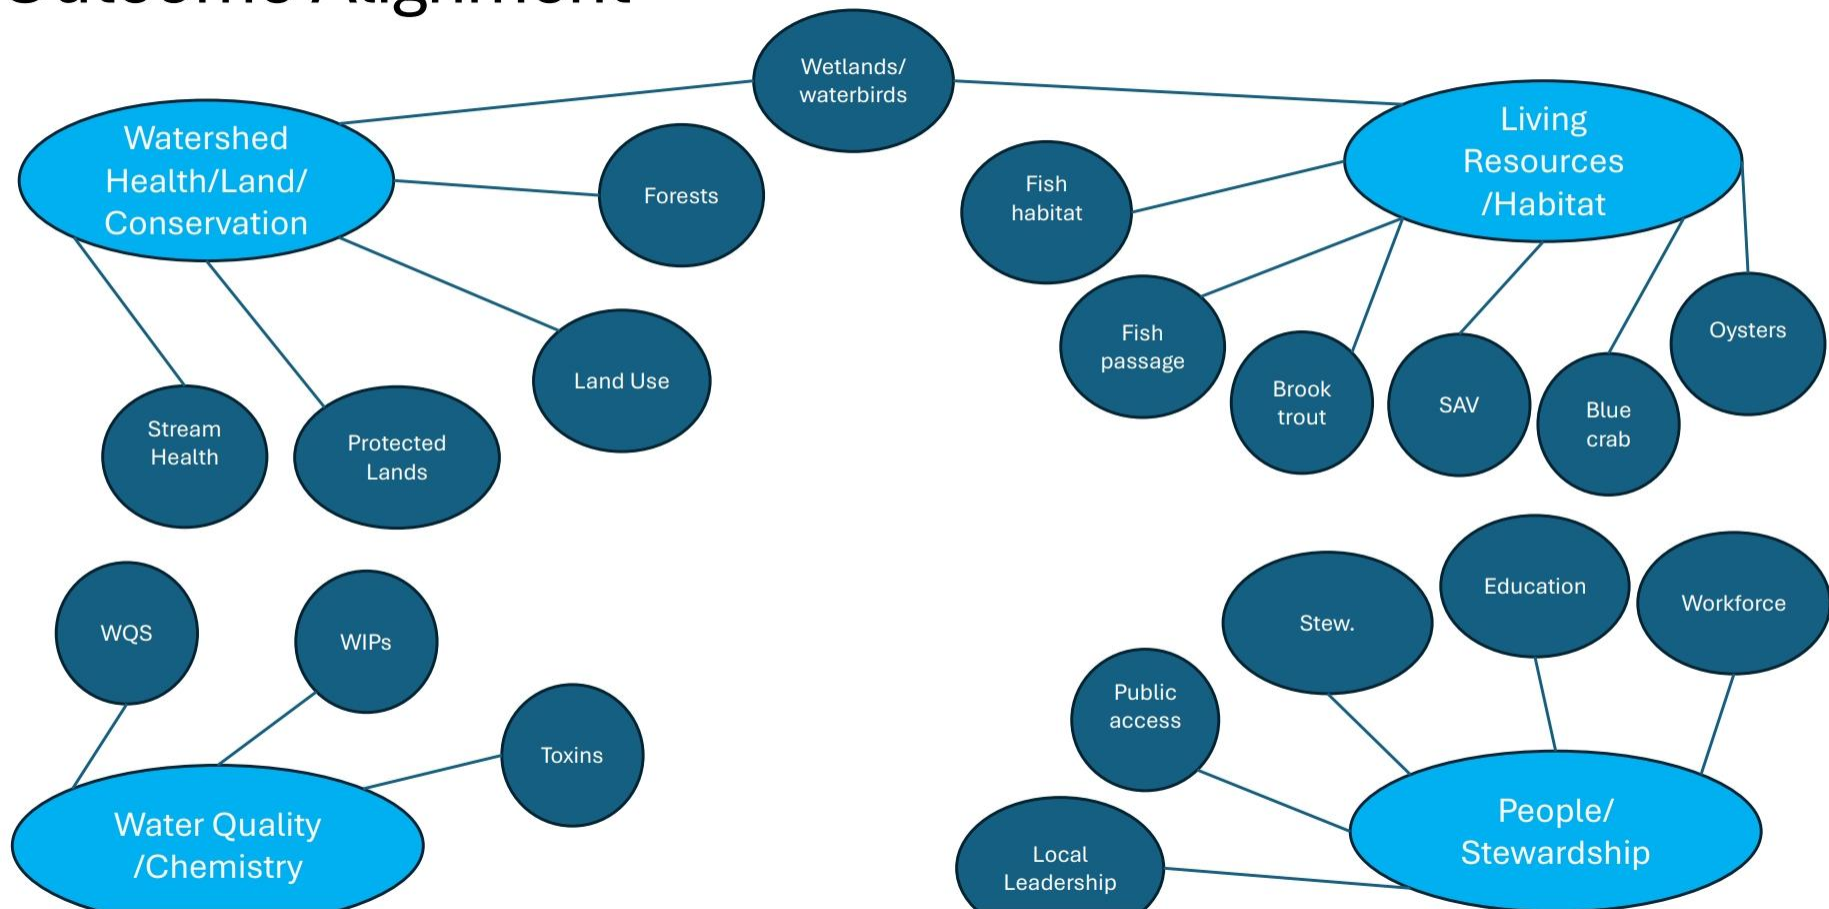 Outcome Alignment
Wetlands/
waterbirds
Watershed
Health/Land/
Conservation
Forests
Land Use
Protected
Lands
Stream
Health
Living
Resources
/Habitat
Fish
habitat
Fish
passage
Brook
trout
SAV
Blue
crab
Oysters
WQS
WIPs
Toxins
Water Quality
/Chemistry
Stew.
Education
Workforce
Public
access
Local
Leadership
People/
Stewardship